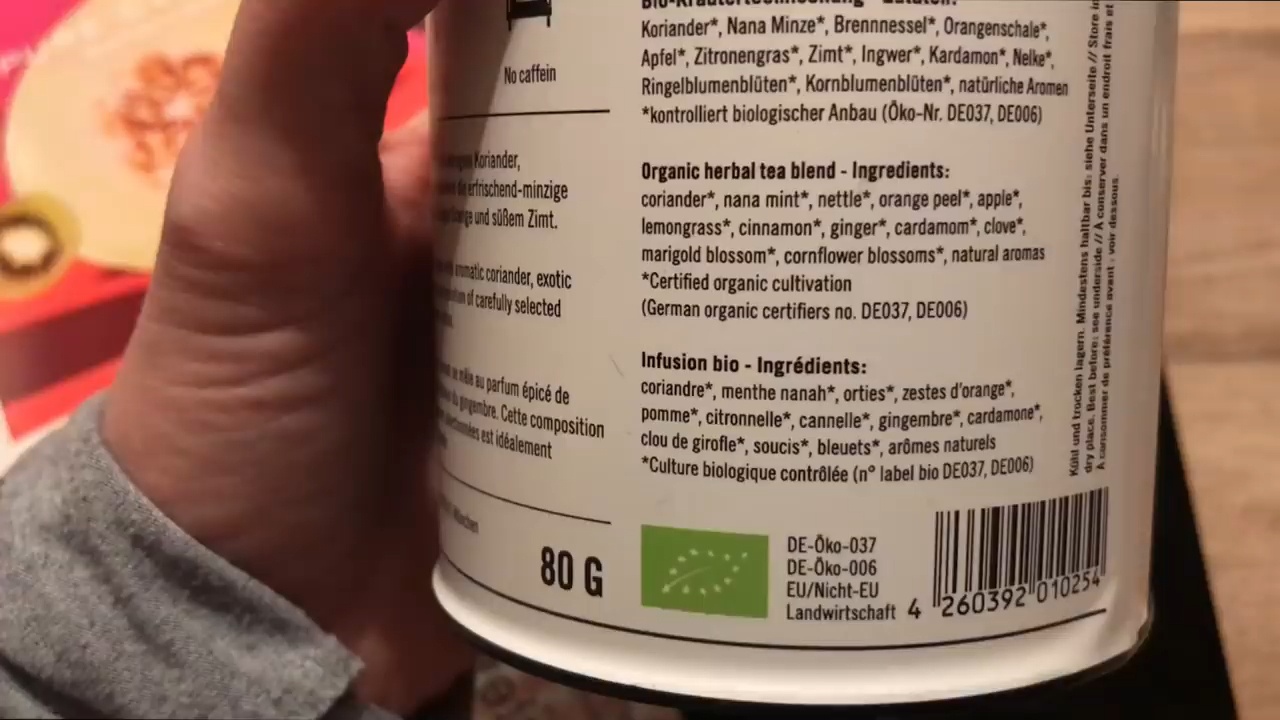 No caffein
Koriander,
erfrischend-minzige
und süßem Zimt.
aromatic coriander, exotic
of carefully selected
au parfum épicé de
gingembre. Cette composition
est idéalement
München
80 G
Koriander*, Nana Minze*, Brennnessel*, Orangenschale*,
Apfel*, Zitronengras*, Zimt*, Ingwer*, Kardamon*, Nelke*,
Ringelblumenblüten*, Kornblumenblüten*, natürliche Aromen
*kontrolliert biologischer Anbau (Öko-Nr. DE037, DE006)
Organic herbal tea blend - Ingredients:
coriander*, nana mint*, nettle*, orange peel*, apple*,
lemongrass*, cinnamon*, ginger*, cardamom*, clove*,
marigold blossom*, cornflower blossoms*, natural aromas
*Certified organic cultivation
(German organic certifiers no. DE037, DE006)
Infusion bio - Ingrédients:
coriandre*, menthe nanah*, orties*, zestes d'orange*,
pomme*, citronnelle*, cannelle*, gingembre*, cardamone*,
clou de girofle*, soucis*, bleuets*, arômes naturels
*Culture biologique contrôlée (n° label bio DE037, DE006)
DE-Öko-037
DE-Öko-006
EU/Nicht-EU
Landwirtschaft
4 260392 010254
Kühl und trocken lagern. Mindestens haltbar bis: siehe Unterseite // Store in
dry place. Best before: see underside // À conserver dans un endroit frais et
À consommer de préférence avant : voir dessous.